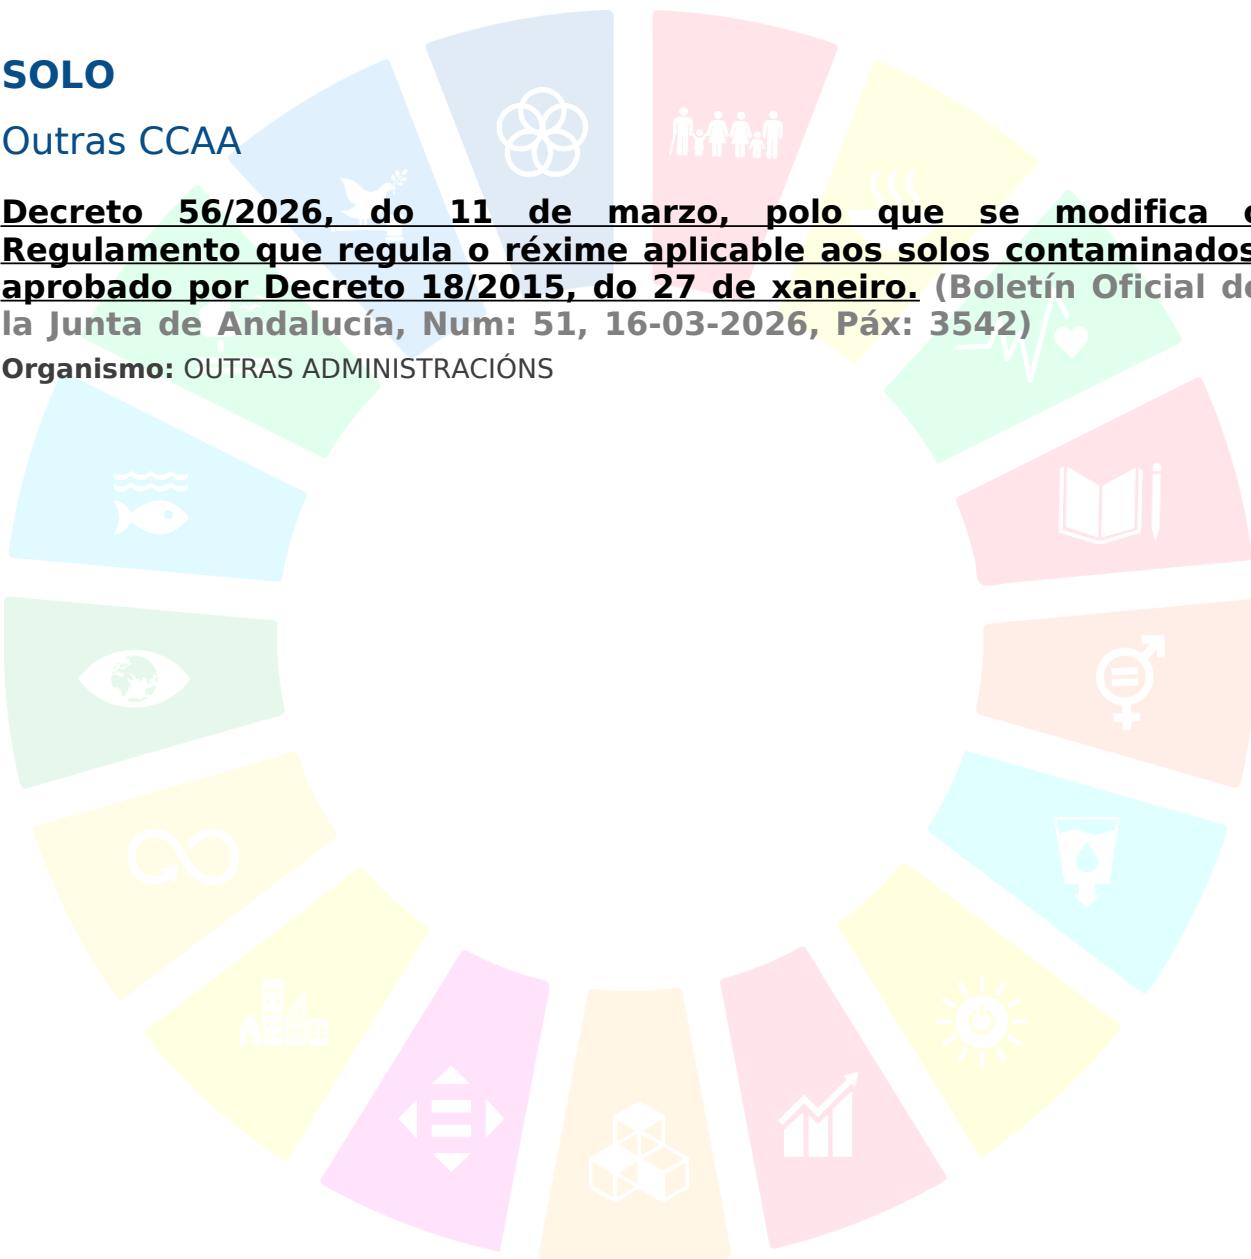 SOLO
Outras CCAA
Decreto 56/2026, do 11 de marzo, polo que se modifica o
Regulamento que regula o réxime aplicable aos solos contaminados
aprobado por Decreto 18/2015, do 27 de xaneiro. (Boletín Oficial de
la Junta de Andalucía, Num: 51, 16-03-2026, Páx: 3542)
Organismo: OUTRAS ADMINISTRACIÓNS